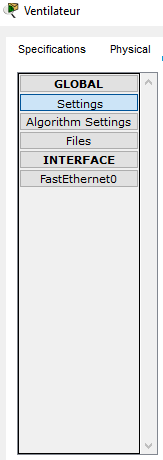 Ventilateur
Specifications Physical
GLOBAL
Settings
Algorithm Settings
Files
INTERFACE
FastEthernet0